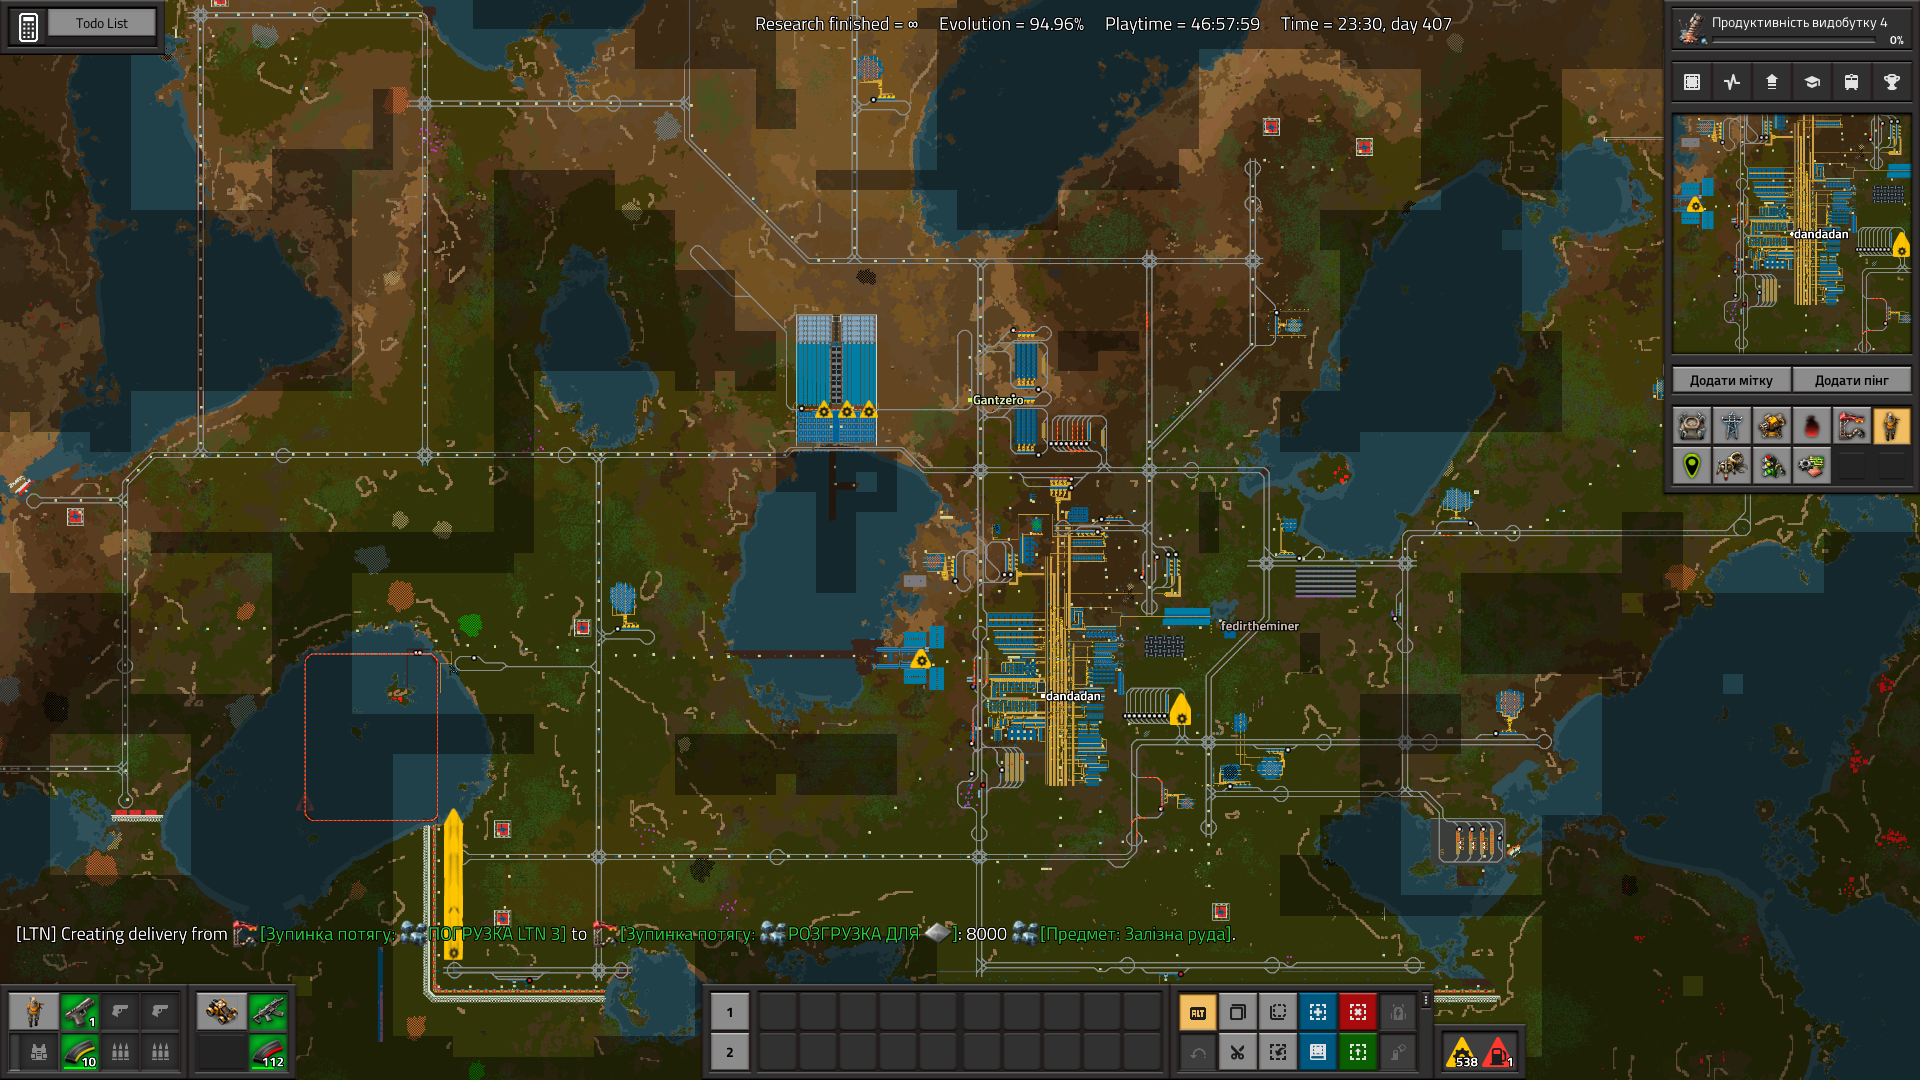 Todo List
Research finished = ∞ Evolution = 94.96% Playtime = 46:57:59 Time = 23:30, day 407
Продуктивність видобутку 4
0%
dandadan
Додати мітку
Додати пінг
Gantzero
fedirtheminer
dandadan
[LTN] Creating delivery from [Зупинка потягу: ПОГРУЗКА LTN 3] to [Зупинка потягу: РОЗГРУЗКА ДЛЯ ]: 8000 [Предмет: Залізна руда].
1
10
112
1
2
ALT
538
1